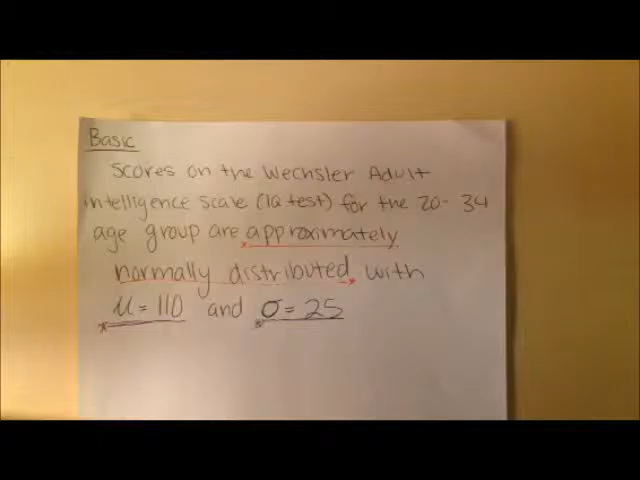 Basic
Scores on the Wechsler Adult
intelligence scale (IQ test) for the 20-34
age group are approximately
normally distributed with
μ = 110 and σ = 25